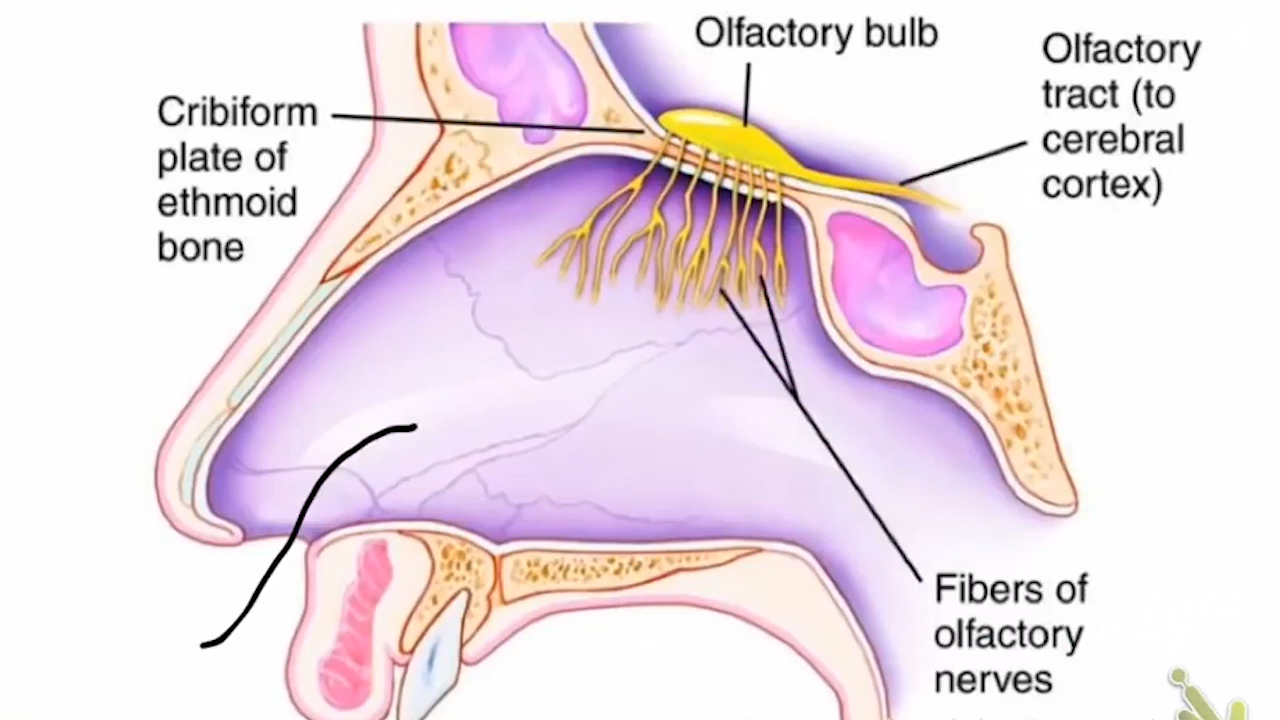 Olfactory bulb
Olfactory
tract (to
cerebral
cortex)
Cribiform
plate of
ethmoid
bone
Fibers of
olfactory
nerves